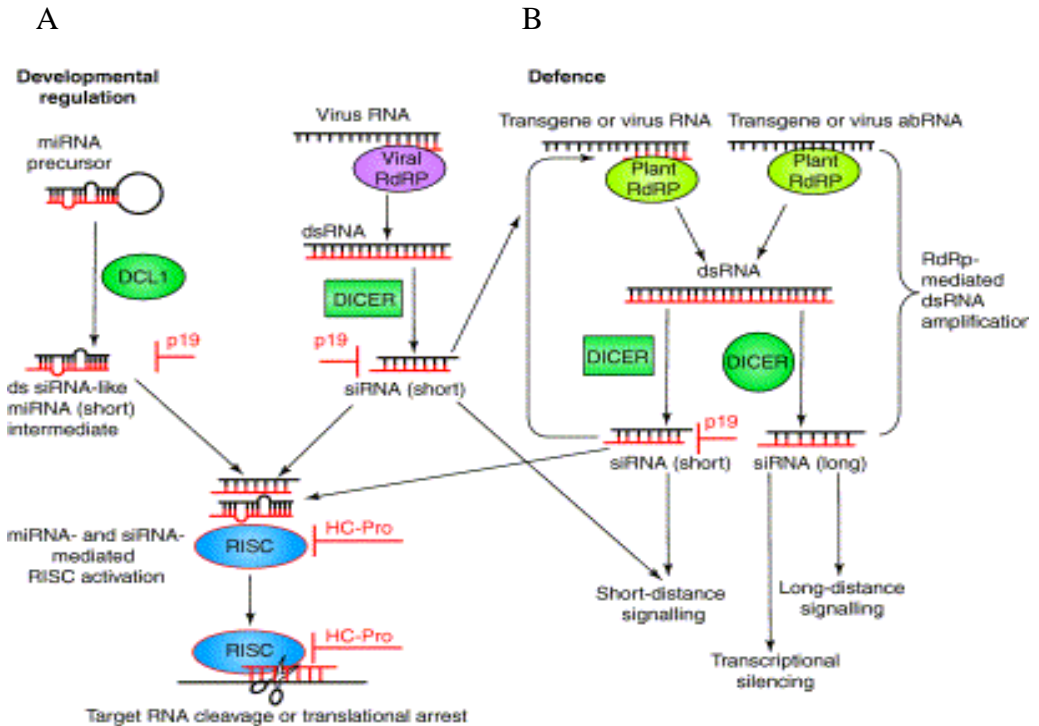 A
B
Developmental
regulation
Defence
miRNA
precursor
Virus RNA
Viral
RdRP
Transgene or virus RNA
Plant
RdRP
Transgene or virus abRNA
Plant
RdRP
DCL1
dsRNA
DICER
dsRNA
RdRp-
mediated
dsRNA
amplification
p19
p19
DICER
DICER
ds siRNA-like
miRNA (short)
intermediate
siRNA (short)
p19
siRNA (short)
siRNA (long)
miRNA- and siRNA-
mediated
RISC activation
RISC
HC-Pro
Short-distance
signalling
Long-distance
signalling
RISC
HC-Pro
Transcriptional
silencing
Target RNA cleavage or translational arrest